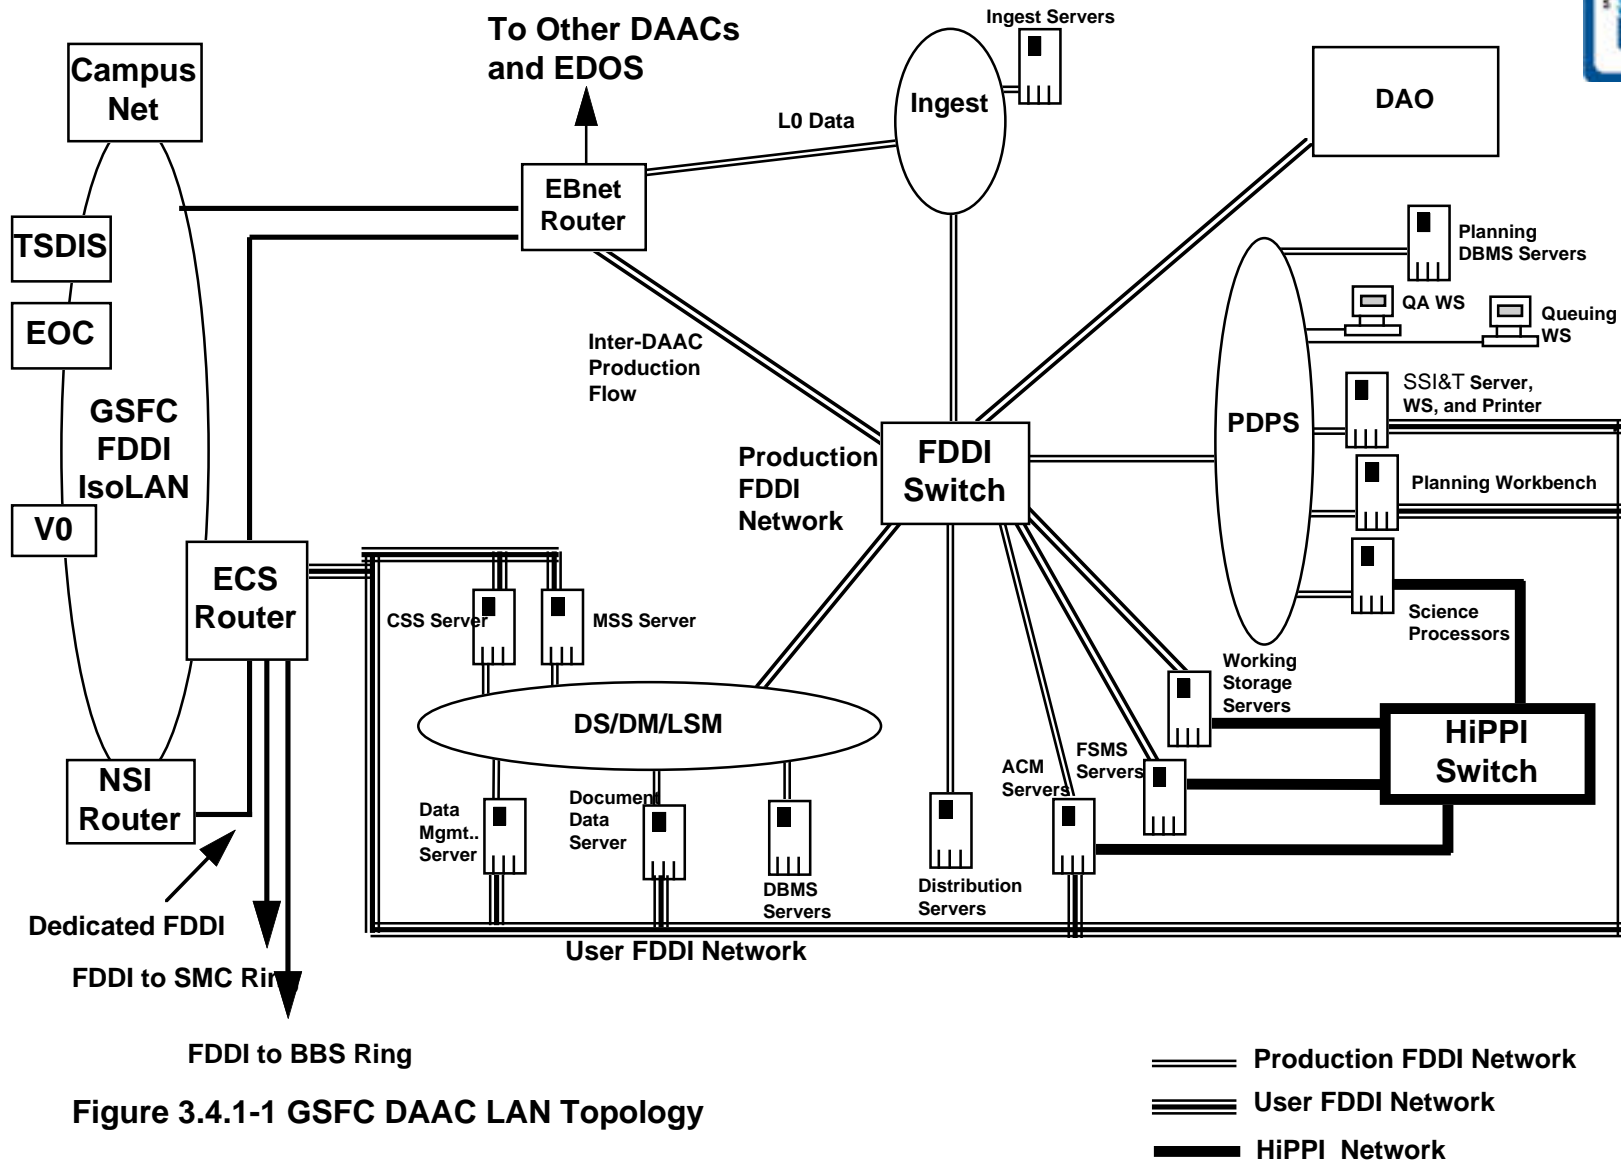 To Other DAACs
and EDOS
Ingest Servers
Campus
Net
Ingest
DAO
L0 Data
EBnet
Router
TSDIS
Planning
DBMS Servers
QA WS
Queuing
WS
EOC
Inter-DAAC
Production
Flow
SSI&T Server,
WS, and Printer
GSFC
FDDI
IsoLAN
PDPS
Production
FDDI
Network
FDDI
Switch
Planning Workbench
V0
ECS
Router
CSS Server
MSS Server
Science
Processors
Working
Storage
Servers
DS/DM/LSM
HiPPI
Switch
FSMS
Servers
ACM
Servers
NSI
Router
Data
Mgmt..
Server
Document
Data
Server
DBMS
Servers
Distribution
Servers
Dedicated FDDI
User FDDI Network
FDDI to SMC Ring
FDDI to BBS Ring
Production FDDI Network
User FDDI Network
HiPPI Network
Figure 3.4.1-1 GSFC DAAC LAN Topology